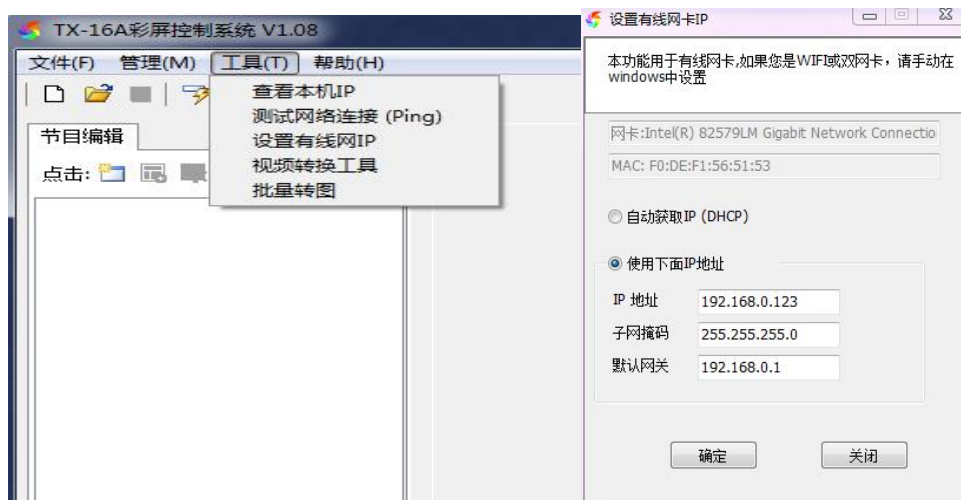 TX-16A彩屏控制系统 V1.08
文件(F) 管理(M) 工具(T) 帮助(H)
查看本机IP
测试网络连接 (Ping)
设置有线网IP
视频转换工具
批量转图
节目编辑
点击:
设置有线网卡IP
本功能用于有线网卡,如果您是WIFI或双网卡，请手动在
windows中设置
网卡:Intel(R) 82579LM Gigabit Network Connectio
MAC: F0:DE:F1:56:51:53
自动获取IP (DHCP)
使用下面IP地址
IP 地址 192.168.0.123
子网掩码 255.255.255.0
默认网关 192.168.0.1
确定 关闭